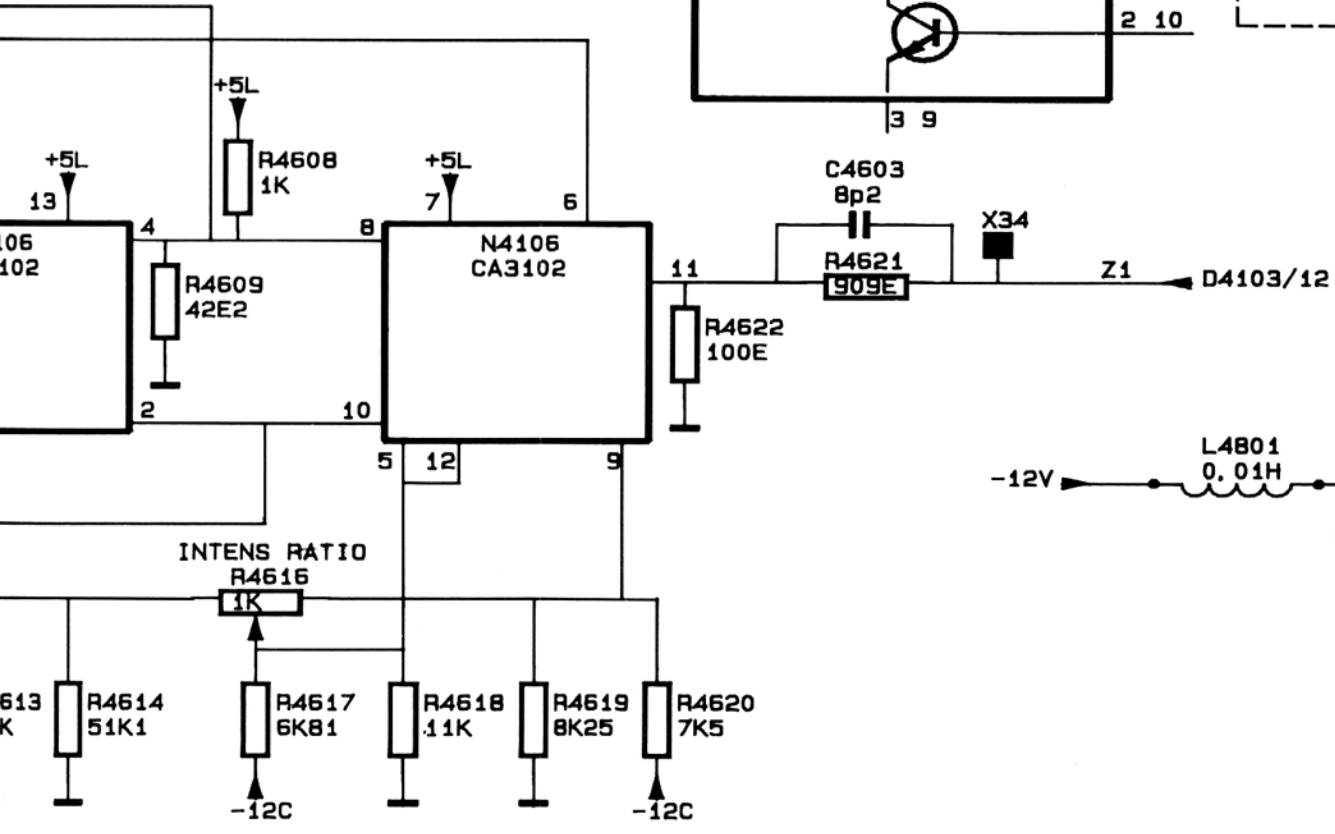 2 10
3 9
+5L
R4608
1K
+5L
13
+5L
7
6
C4603
8p2
X34
4
8
106
102
N4106
CA3102
11
R4621
909E
Z1
D4103/12
R4609
42E2
R4622
100E
2
10
5
12
9
L4801
0,01H
-12V
INTENS RATIO
R4616
1K
613
K
R4614
51K1
R4617
6K81
R4618
11K
R4619
8K25
R4620
7K5
-12C
-12C